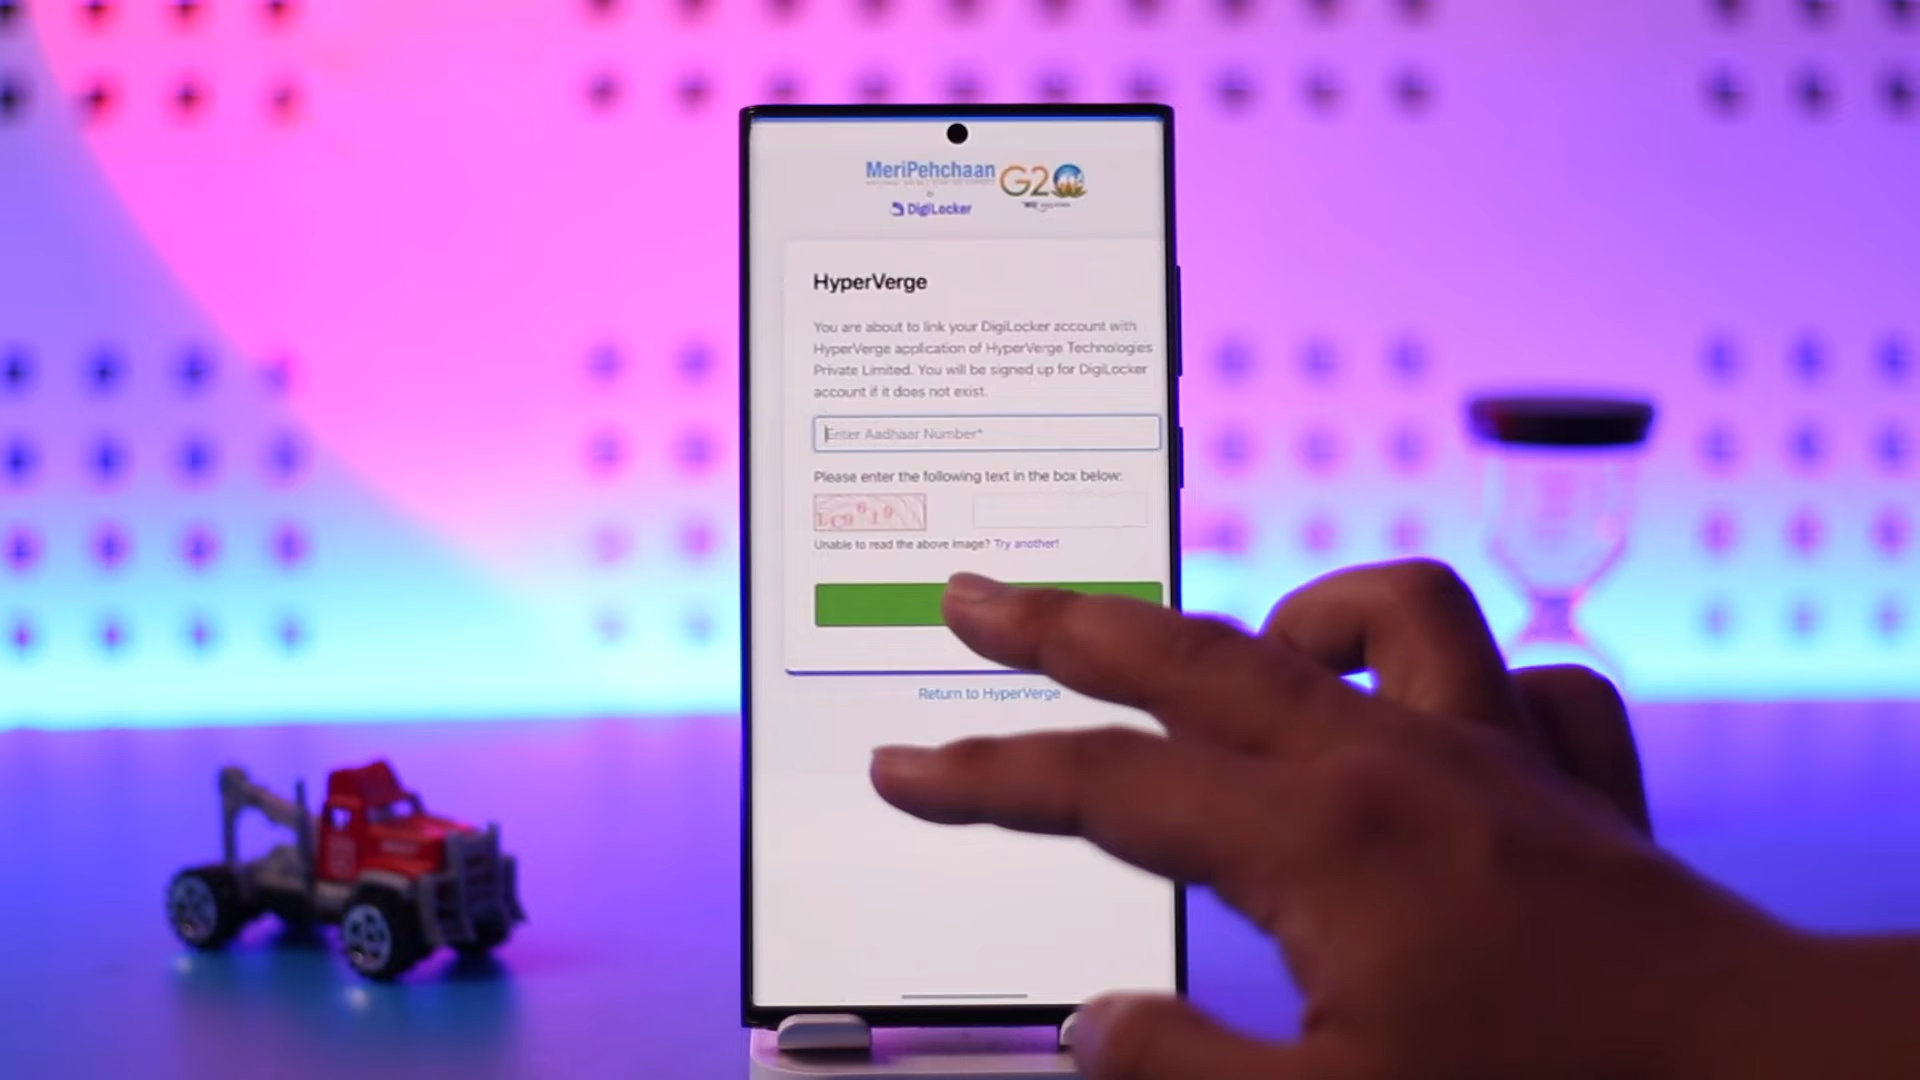 MeriPehchaan
G20
DigiLocker
HyperVerge
You are about to link your DigiLocker account with
HyperVerge application of HyperVerge Technologies
Private Limited. You will be signed up for DigiLocker
account if it does not exist.
Enter Aadhaar Number*
Please enter the following text in the box below:
LC9619
Unable to read the above image? Try another!
Return to HyperVerge